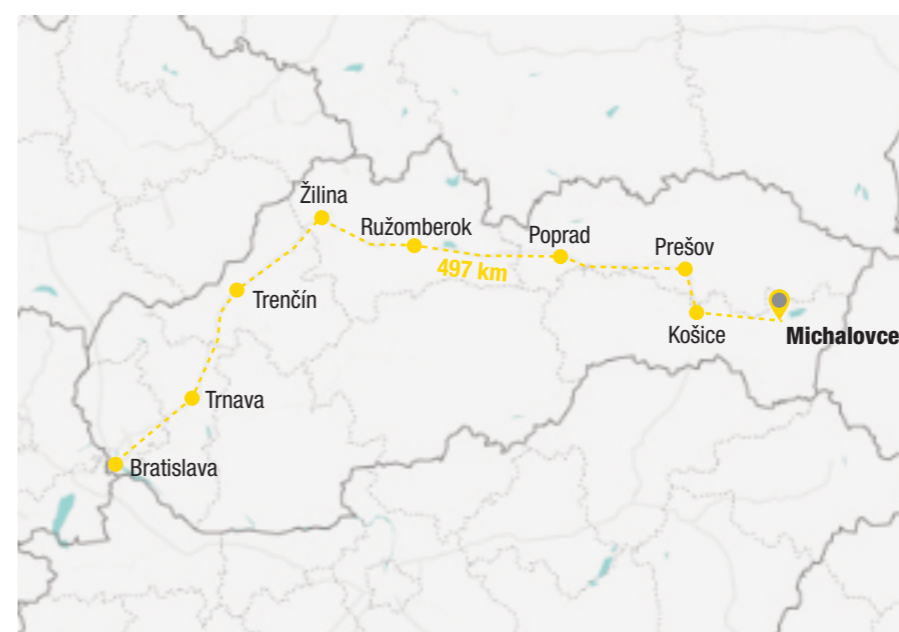 Žilina
Ružomberok
Poprad
Prešov
497 km
Trenčín
Košice
Michalovce
Trnava
Bratislava